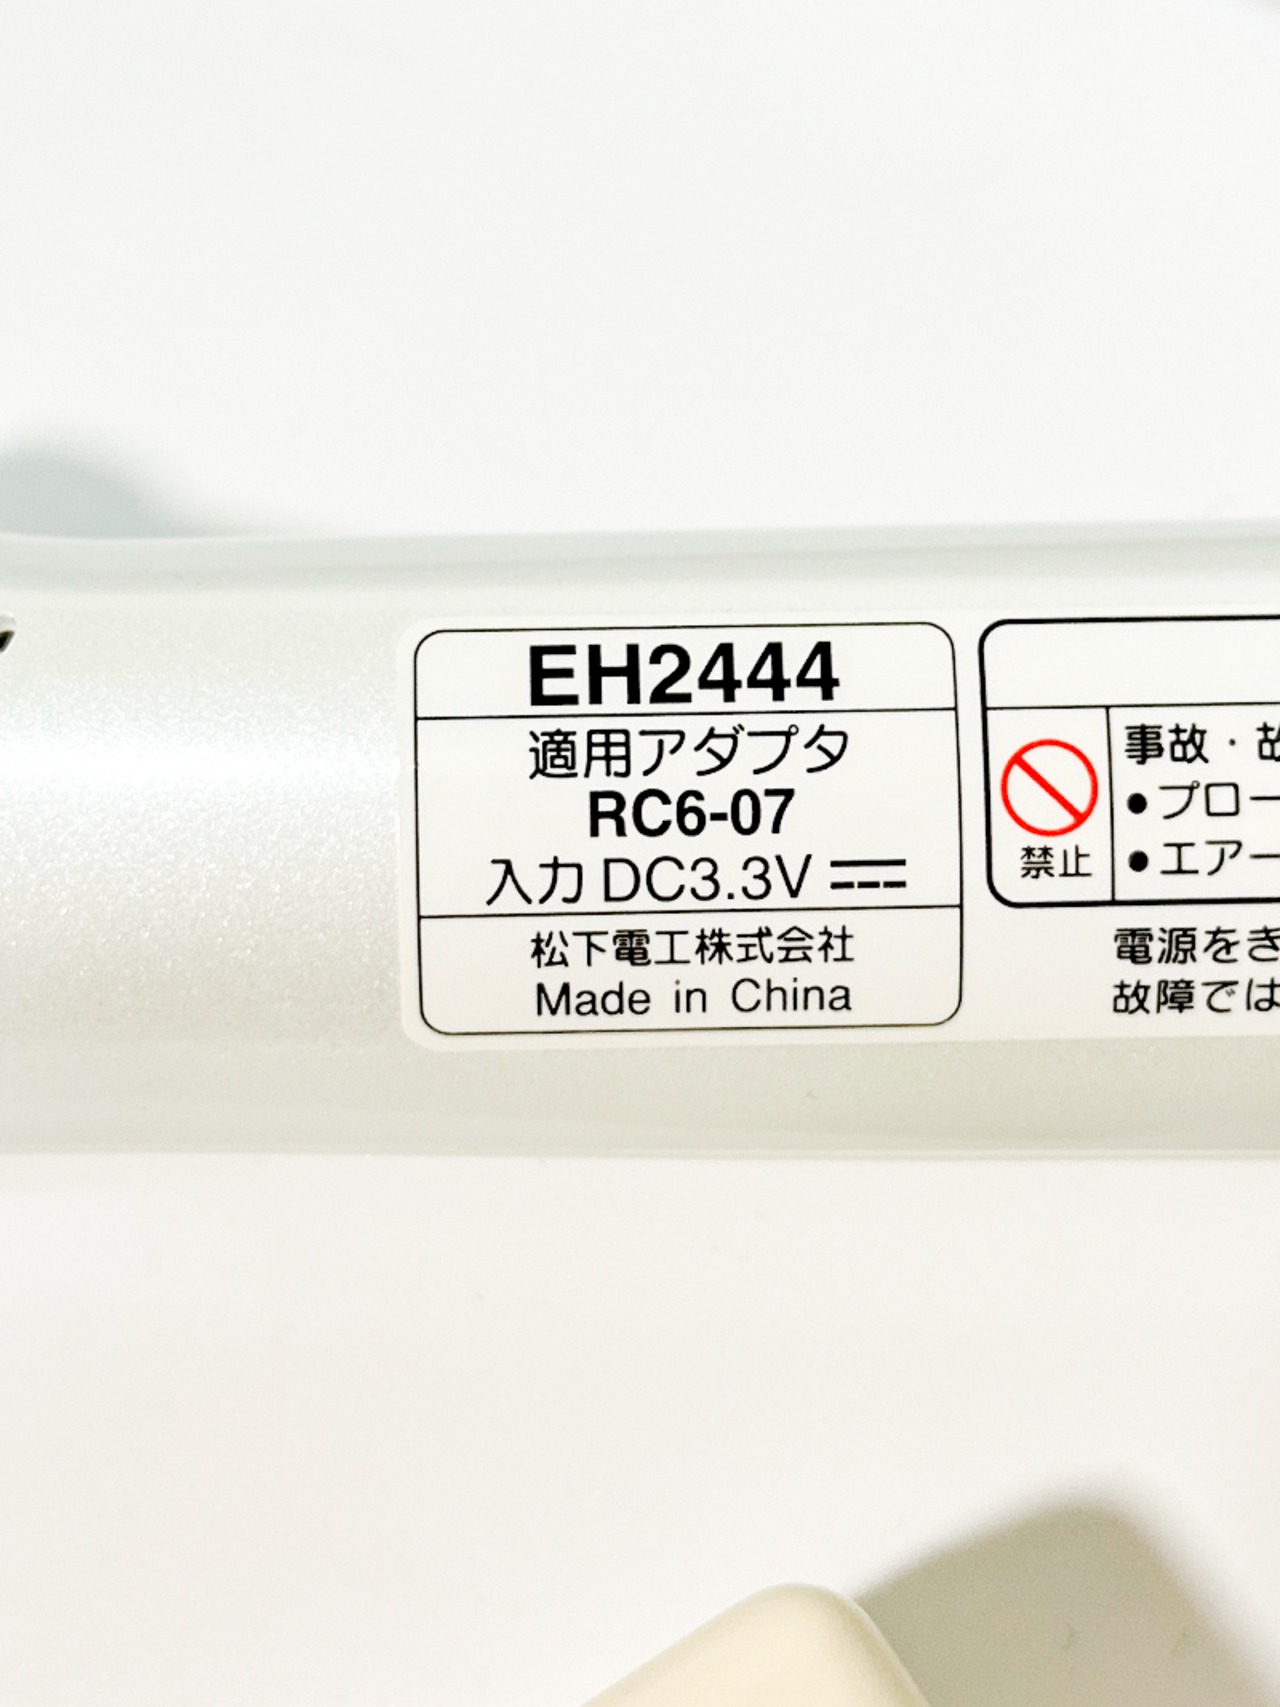 EH2444
適用アダプタ
RC6-07
入力 DC3.3V
松下電工株式会社
Made in China
禁止
事故・故
●プロー
●エアー
電源をき
故障では